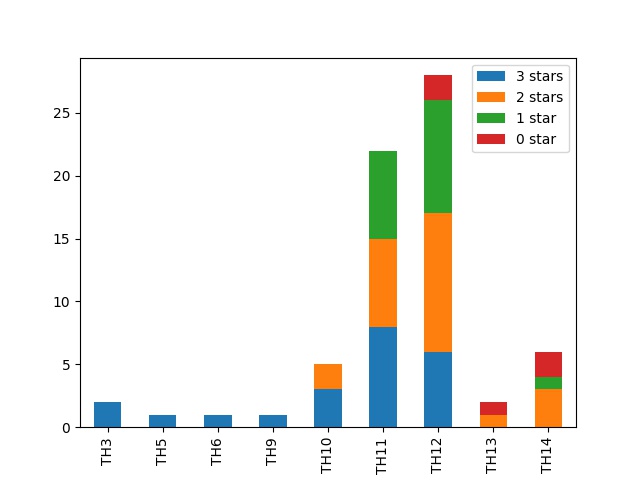 3 stars
2 stars
1 star
0 star
25
20
15
10
5
0
TH3
TH5
TH6
TH9
TH10
TH11
TH12
TH13
TH14